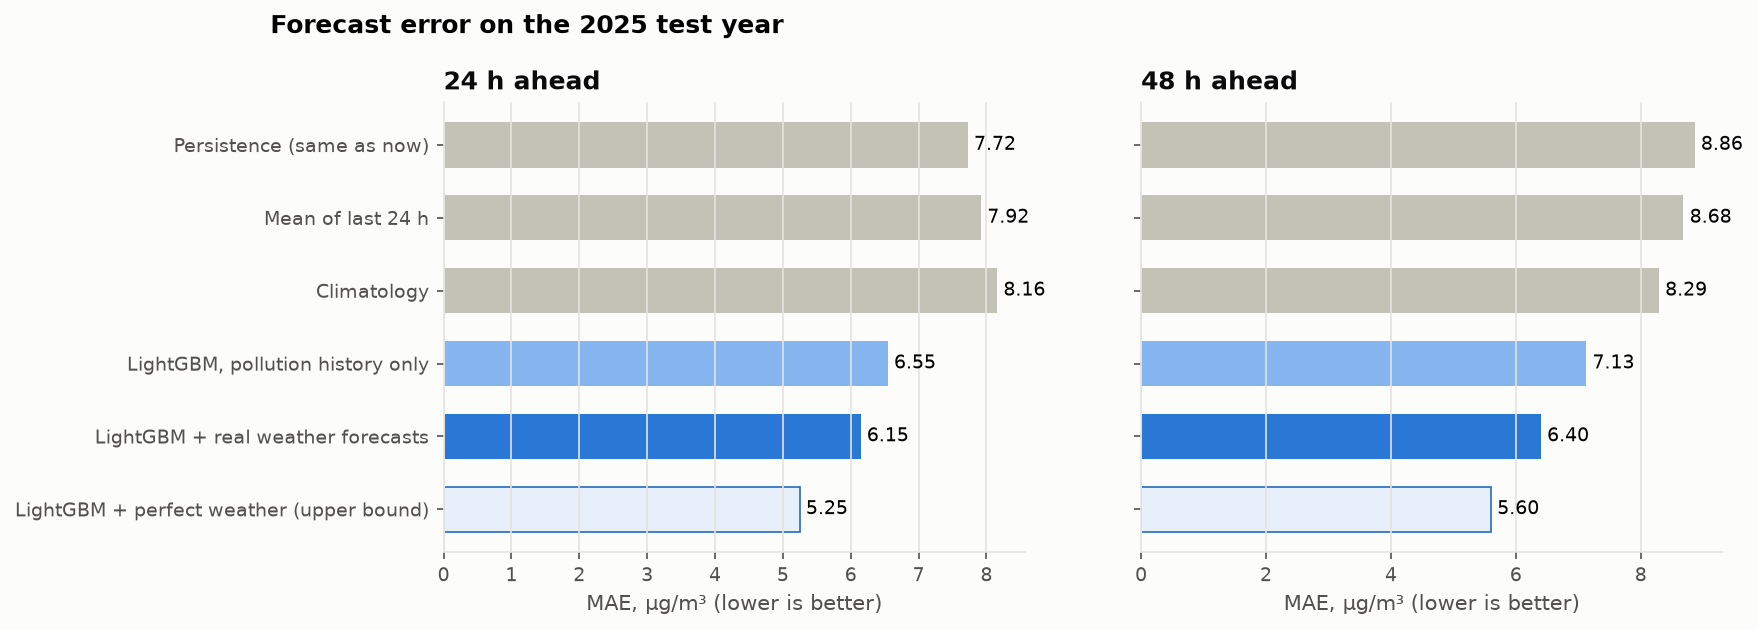 Forecast error on the 2025 test year
24 h ahead
Persistence (same as now)
7.72
Mean of last 24 h
7.92
Climatology
8.16
LightGBM, pollution history only
6.55
LightGBM + real weather forecasts
6.15
LightGBM + perfect weather (upper bound)
5.25
0 1 2 3 4 5 6 7 8
MAE, µg/m³ (lower is better)
48 h ahead
8.86
8.68
8.29
7.13
6.40
5.60
0 2 4 6 8
MAE, µg/m³ (lower is better)